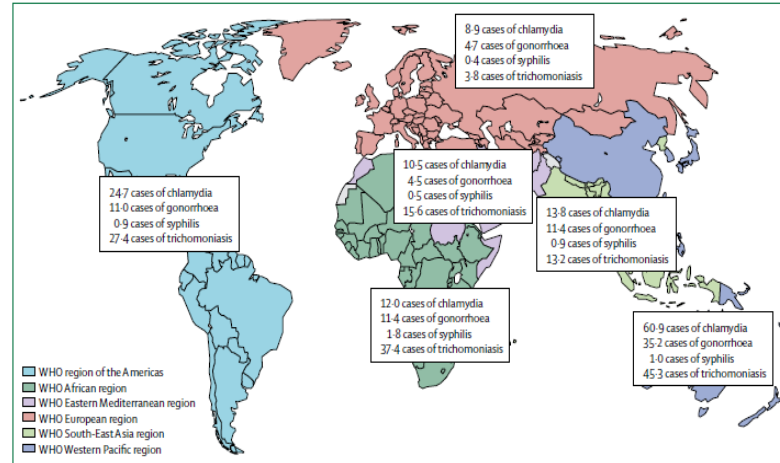 8·9 cases of chlamydia
4·7 cases of gonorrhoea
0·4 cases of syphilis
3·8 cases of trichomoniasis
10·5 cases of chlamydia
4·5 cases of gonorrhoea
0·5 cases of syphilis
15·6 cases of trichomoniasis
24·7 cases of chlamydia
11·0 cases of gonorrhoea
0·9 cases of syphilis
27·4 cases of trichomoniasis
13·8 cases of chlamydia
11·4 cases of gonorrhoea
0·9 cases of syphilis
13·2 cases of trichomoniasis
12·0 cases of chlamydia
11·4 cases of gonorrhoea
1·8 cases of syphilis
37·4 cases of trichomoniasis
60·9 cases of chlamydia
35·2 cases of gonorrhoea
1·0 cases of syphilis
45·3 cases of trichomoniasis
WHO region of the Americas
WHO African region
WHO Eastern Mediterranean region
WHO European region
WHO South-East Asia region
WHO Western Pacific region